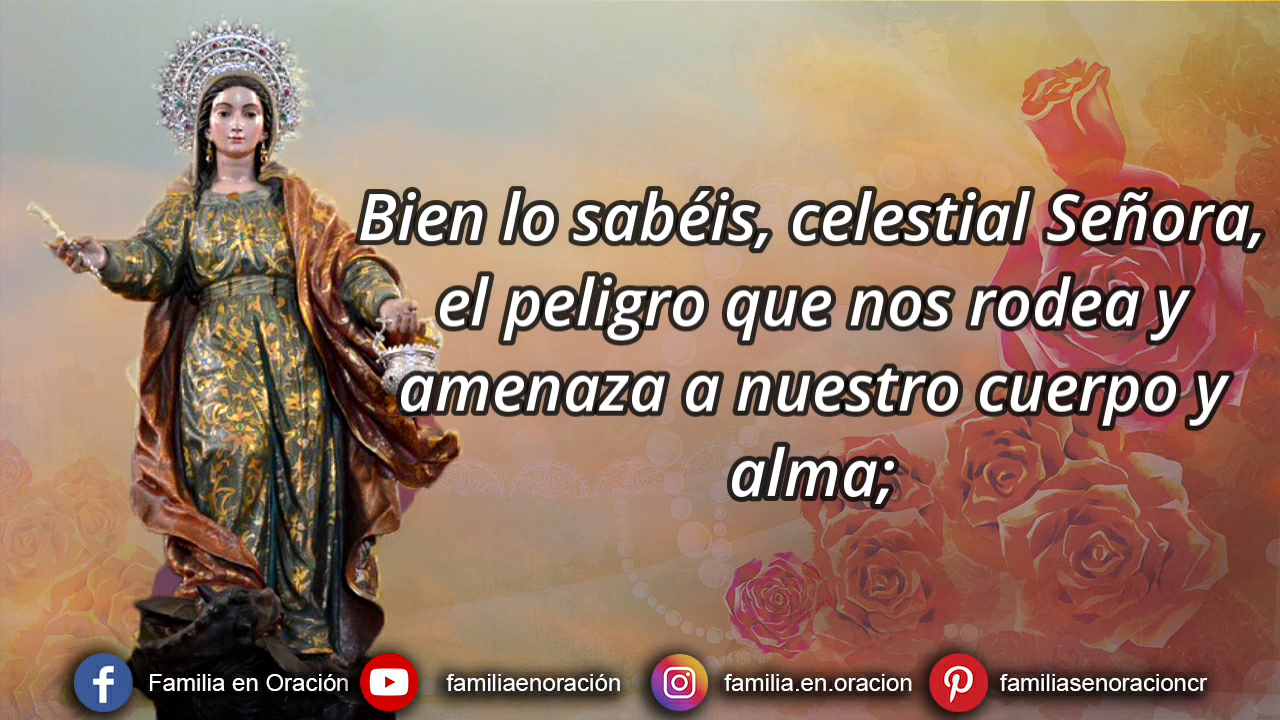 Bien lo sabéis, celestial Señora,
el peligro que nos rodea y
amenaza a nuestro cuerpo y
alma;
Familia en Oración familiaenoración familia.en.oracion familiasenoracioncr